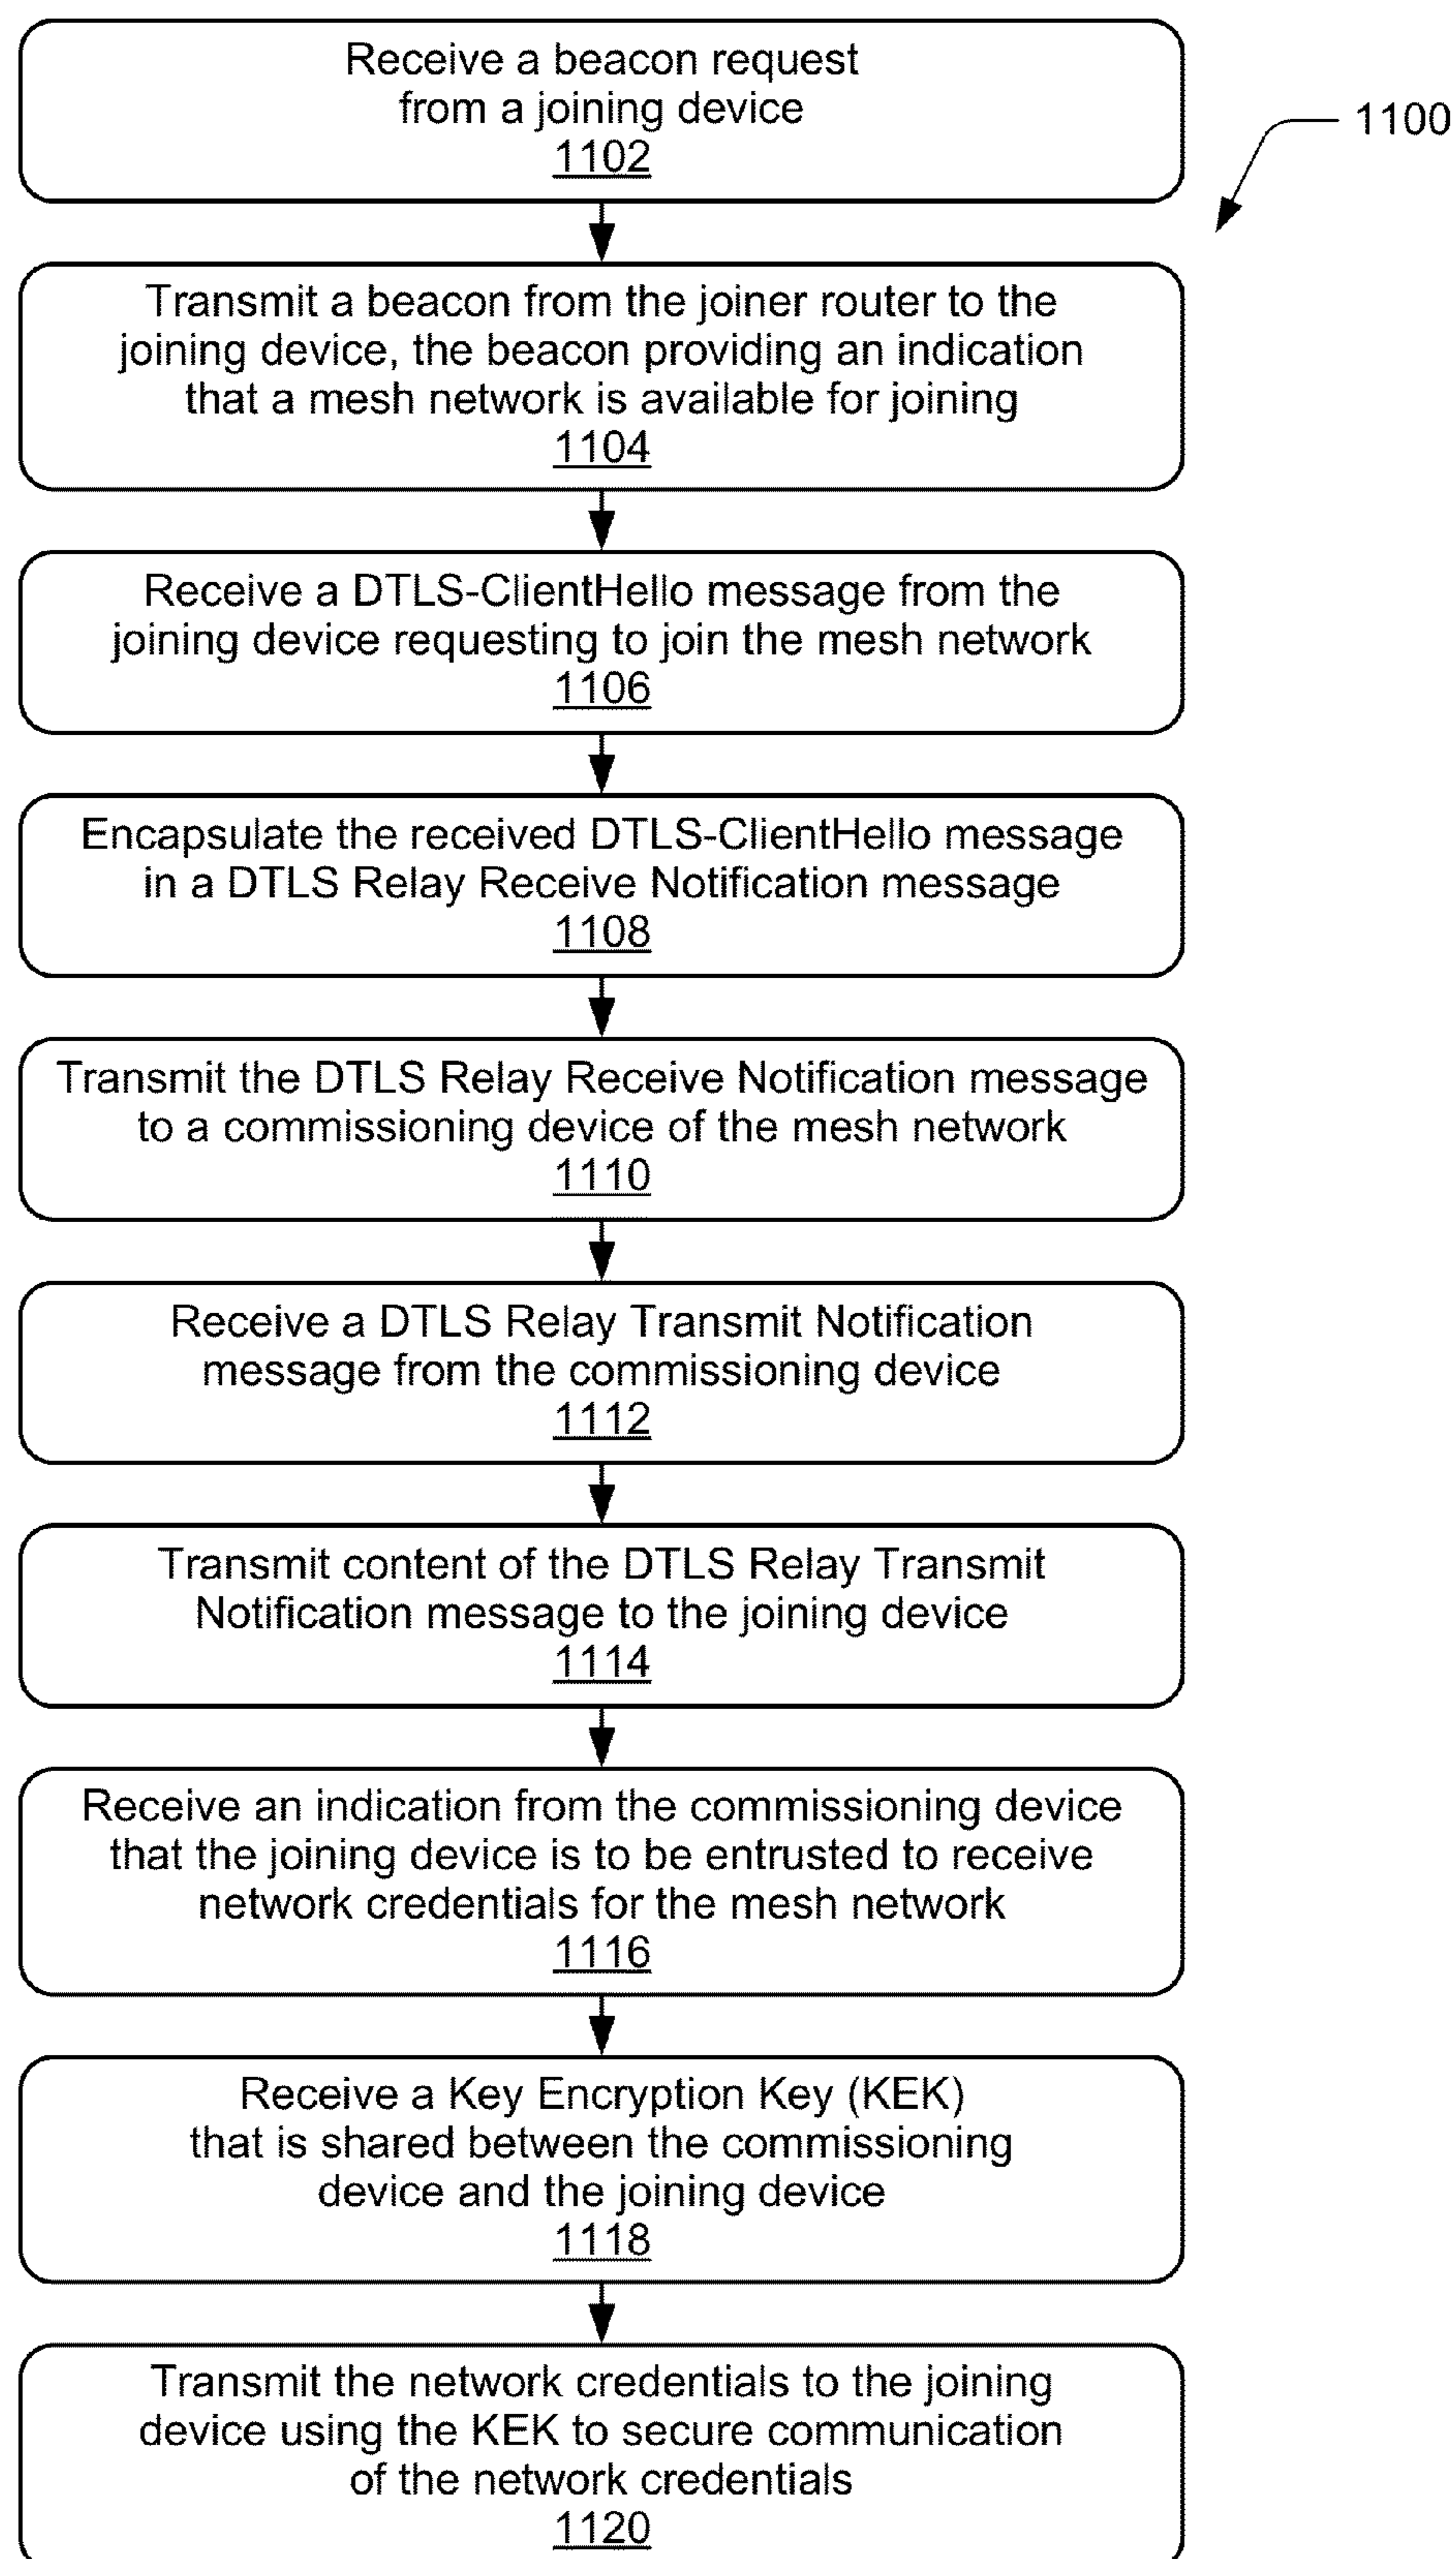 Receive a beacon request
from a joining device
1102
1100
Transmit a beacon from the joiner router to the
joining device, the beacon providing an indication
that a mesh network is available for joining
1104
Receive a DTLS-ClientHello message from the
joining device requesting to join the mesh network
1106
Encapsulate the received DTLS-ClientHello message
in a DTLS Relay Receive Notification message
1108
Transmit the DTLS Relay Receive Notification message
to a commissioning device of the mesh network
1110
Receive a DTLS Relay Transmit Notification
message from the commissioning device
1112
Transmit content of the DTLS Relay Transmit
Notification message to the joining device
1114
Receive an indication from the commissioning device
that the joining device is to be entrusted to receive
network credentials for the mesh network
1116
Receive a Key Encryption Key (KEK)
that is shared between the commissioning
device and the joining device
1118
Transmit the network credentials to the joining
device using the KEK to secure communication
of the network credentials
1120